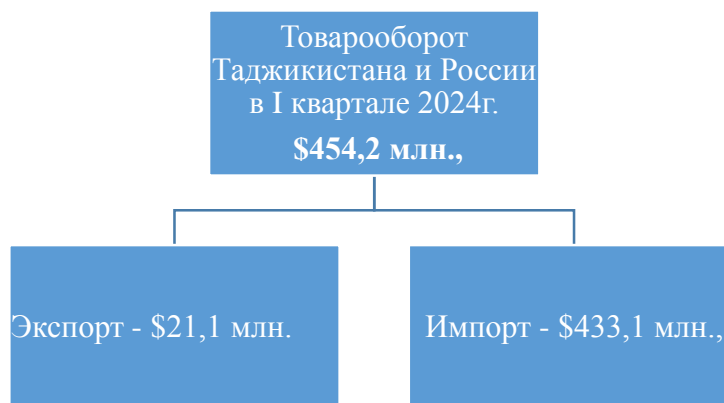 Товарооборот
Таджикистана и России
в I квартале 2024г.
$454,2 млн.,
Экспорт - $21,1 млн.
Импорт - $433,1 млн.,